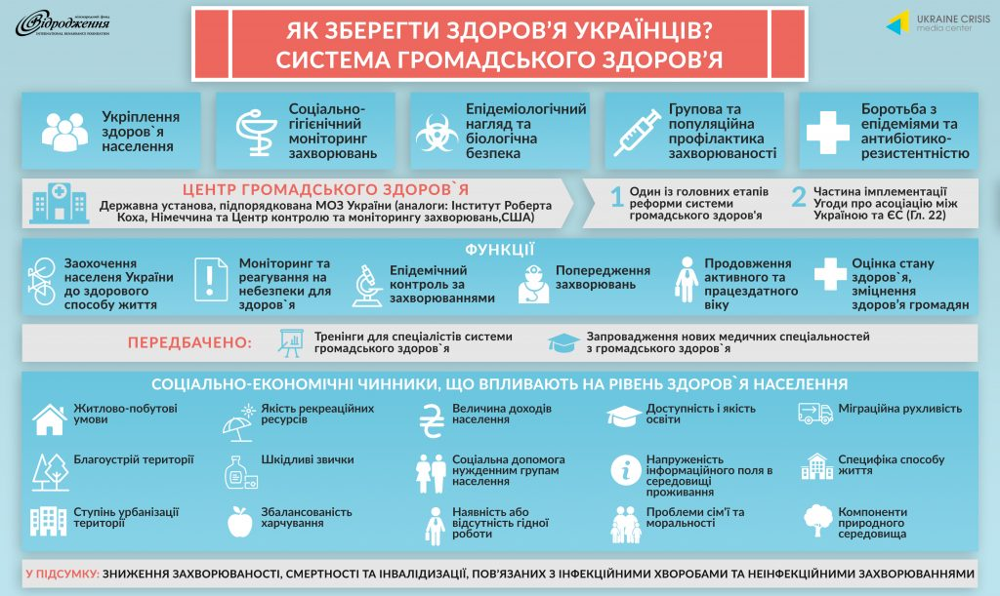 міжнародний фонд
Відродження
INTERNATIONAL RENAISSANCE FOUNDATION
UKRAINE CRISIS
media center
ЯК ЗБЕРЕГТИ ЗДОРОВ’Я УКРАЇНЦІВ?
СИСТЕМА ГРОМАДСЬКОГО ЗДОРОВ’Я
Укріплення
здоров`я
населення
Соціально-
гігієнічний
моніторинг
захворювань
Епідеміологічний
нагляд та
біологічна
безпека
Групова та
популяційна
профілактика
захворюваності
Боротьба з
епідеміями та
антибіотико-
резистентністю
ЦЕНТР ГРОМАДСЬКОГО ЗДОРОВ`Я
Державна установа, підпорядкована МОЗ України (аналоги: Інститут Роберта
Коха, Німеччина та Центр контролю та моніторингу захворювань,США)
1 Один із головних етапів
реформи системи
громадського здоров'я
2 Частина імплементації
Угоди про асоціацію між
Україною та ЄС (Гл. 22)
ФУНКЦІЇ
Заохочення
населеня України
до здорового
способу життя
Моніторинг та
реагування на
небезпеки для
здоров`я
Епідемічний
контроль за
захворюваннями
Попередження
захворювань
Продовження
активного та
працездатного
віку
Оцінка стану
здоров`я,
зміцнення
здоров’я громадян
ПЕРЕДБАЧЕНО:
Тренінги для спеціалістів системи
громадського здоров`я
Запровадження нових медичних спеціальностей
з громадського здоров`я
СОЦІАЛЬНО-ЕКОНОМІЧНІ ЧИННИКИ, ЩО ВПЛИВАЮТЬ НА РІВЕНЬ ЗДОРОВ`Я НАСЕЛЕННЯ
Житлово-побутові
умови
Якість рекреаційних
ресурсів
Величина доходів
населення
Доступність і якість
освіти
Міграційна рухливість
Благоустрій території
Шкідливі звички
Соціальна допомога
нужденним групам
населення
Напруженість
інформаційного поля в
середовищі
проживання
Специфіка способу
життя
Ступінь урбанізації
території
Збалансованість
харчування
Наявність або
відсутність гідної
роботи
Проблеми сім'ї та
моральності
Компоненти
природного
середовища
У ПІДСУМКУ: ЗНИЖЕННЯ ЗАХВОРЮВАНОСТІ, СМЕРТНОСТІ ТА ІНВАЛІДИЗАЦІЇ, ПОВ’ЯЗАНИХ З ІНФЕКЦІЙНИМИ ХВОРОБАМИ ТА НЕІНФЕКЦІЙНИМИ ЗАХВОРЮВАННЯМИ